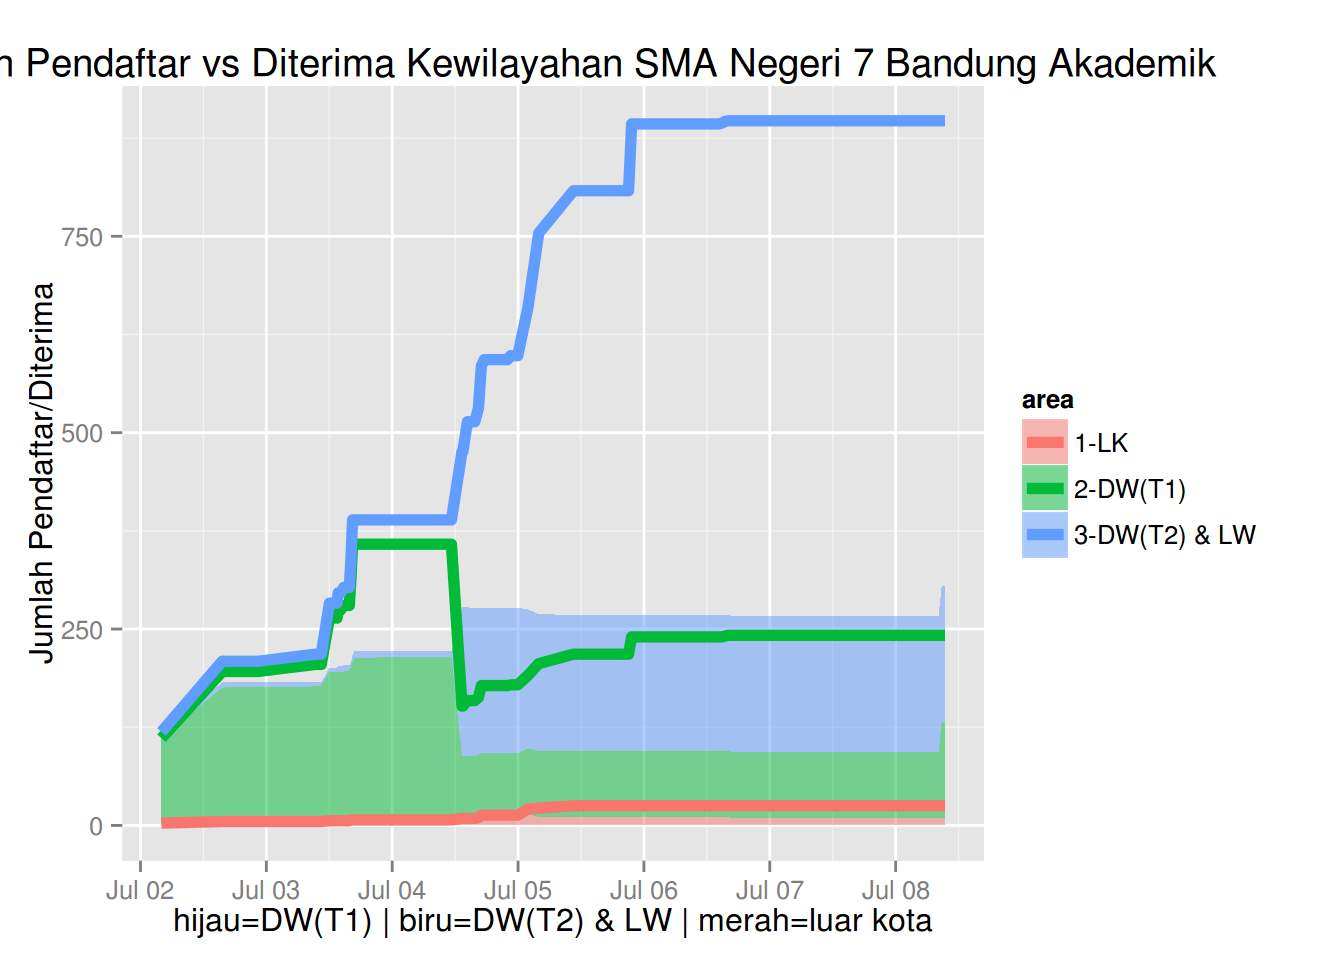 Pendaftar vs Diterima Kewilayahan SMA Negeri 7 Bandung Akademik
Jumlah Pendaftar/Diterima
750
500
250
0
Jul 02 Jul 03 Jul 04 Jul 05 Jul 06 Jul 07 Jul 08
hijau=DW(T1) | biru=DW(T2) & LW | merah=luar kota
area
1-LK
2-DW(T1)
3-DW(T2) & LW